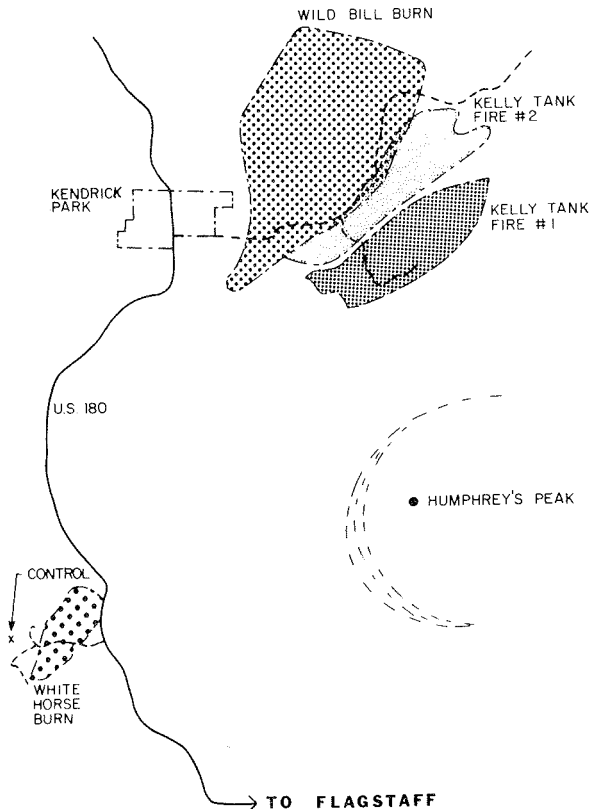 WILD BILL BURN
KELLY TANK
FIRE #2
KENDRICK
PARK
KELLY TANK
FIRE #1
U.S. 180
HUMPHREY'S PEAK
CONTROL
x
WHITE
HORSE
BURN
TO FLAGSTAFF